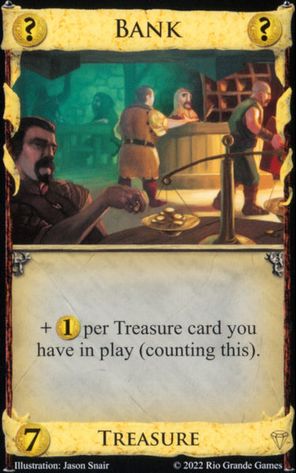 ? BANK ?
+ 1 per Treasure card you
have in play (counting this).
7 TREASURE
Illustration: Jason Snair © 2022 Rio Grande Games